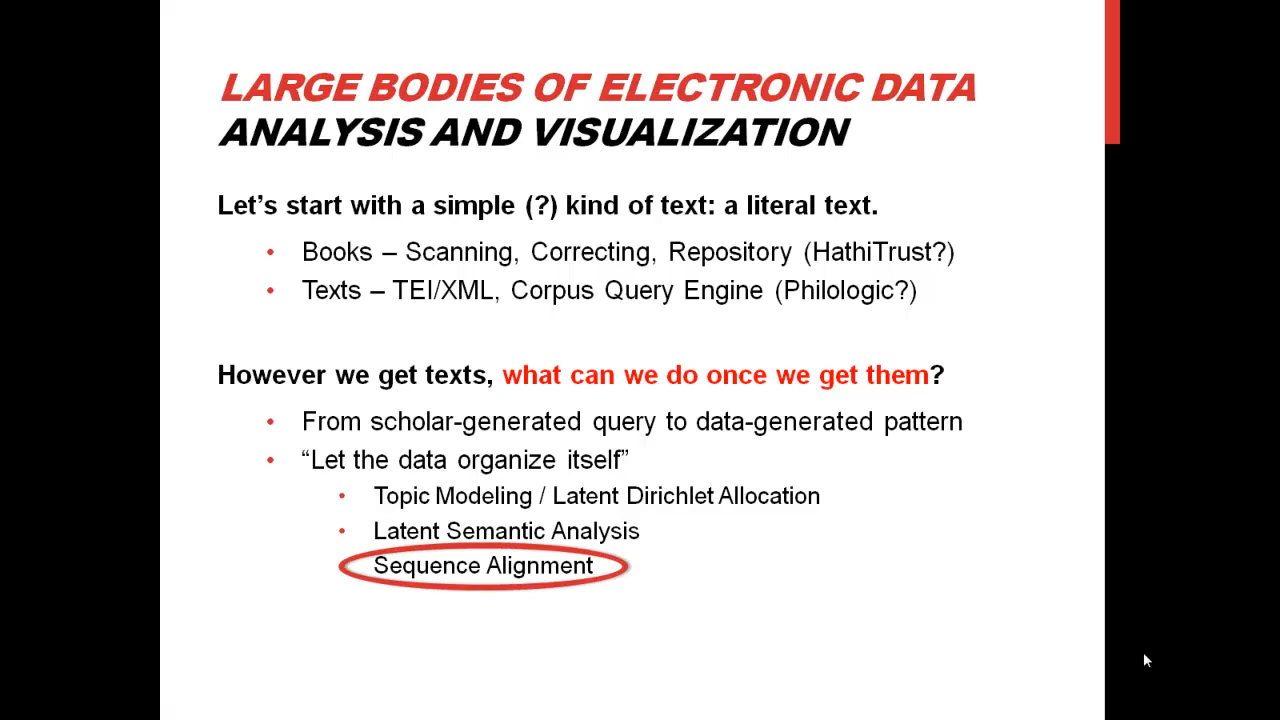 LARGE BODIES OF ELECTRONIC DATA
ANALYSIS AND VISUALIZATION
Let’s start with a simple (?) kind of text: a literal text.
• Books – Scanning, Correcting, Repository (HathiTrust?)
• Texts – TEI/XML, Corpus Query Engine (Philologic?)
However we get texts, what can we do once we get them?
• From scholar-generated query to data-generated pattern
• “Let the data organize itself”
• Topic Modeling / Latent Dirichlet Allocation
• Latent Semantic Analysis
Sequence Alignment